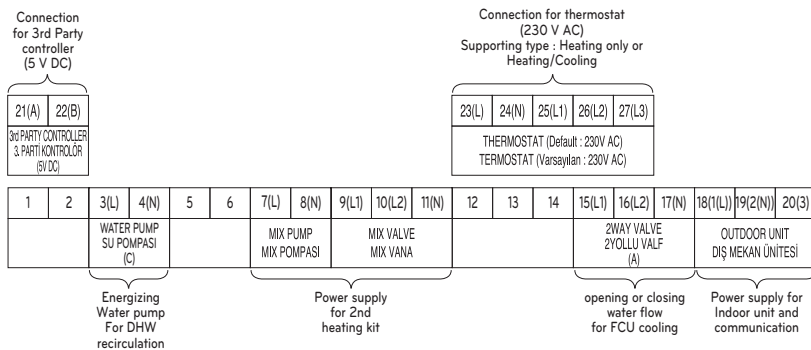 Connection
for 3rd Party
controller
(5 V DC)
Connection for thermostat
(230 V AC)
Supporting type : Heating only or
Heating/Cooling
21(A) 22(B)
3rd PARTY CONTROLLER
3. PARTİ KONTROLÖR
(5V DC)
23(L) 24(N) 25(L1) 26(L2) 27(L3)
THERMOSTAT (Default : 230V AC)
TERMOSTAT (Varsayılan : 230V AC)
1 2 3(L) 4(N) 5 6 7(L) 8(N) 9(L1) 10(L2) 11(N) 12 13 14 15(L1) 16(L2) 17(N) 18(1(L)) 19(2(N)) 20(3)
WATER PUMP
SU POMPASI
(C)
MIX PUMP
MIX POMPASI
MIX VALVE
MIX VANA
2WAY VALVE
2YOLLU VALF
(A)
OUTDOOR UNIT
DIŞ MEKAN ÜNİTESİ
Energizing
Water pump
For DHW
recirculation
Power supply
for 2nd
heating kit
opening or closing
water flow
for FCU cooling
Power supply for
Indoor unit and
communication